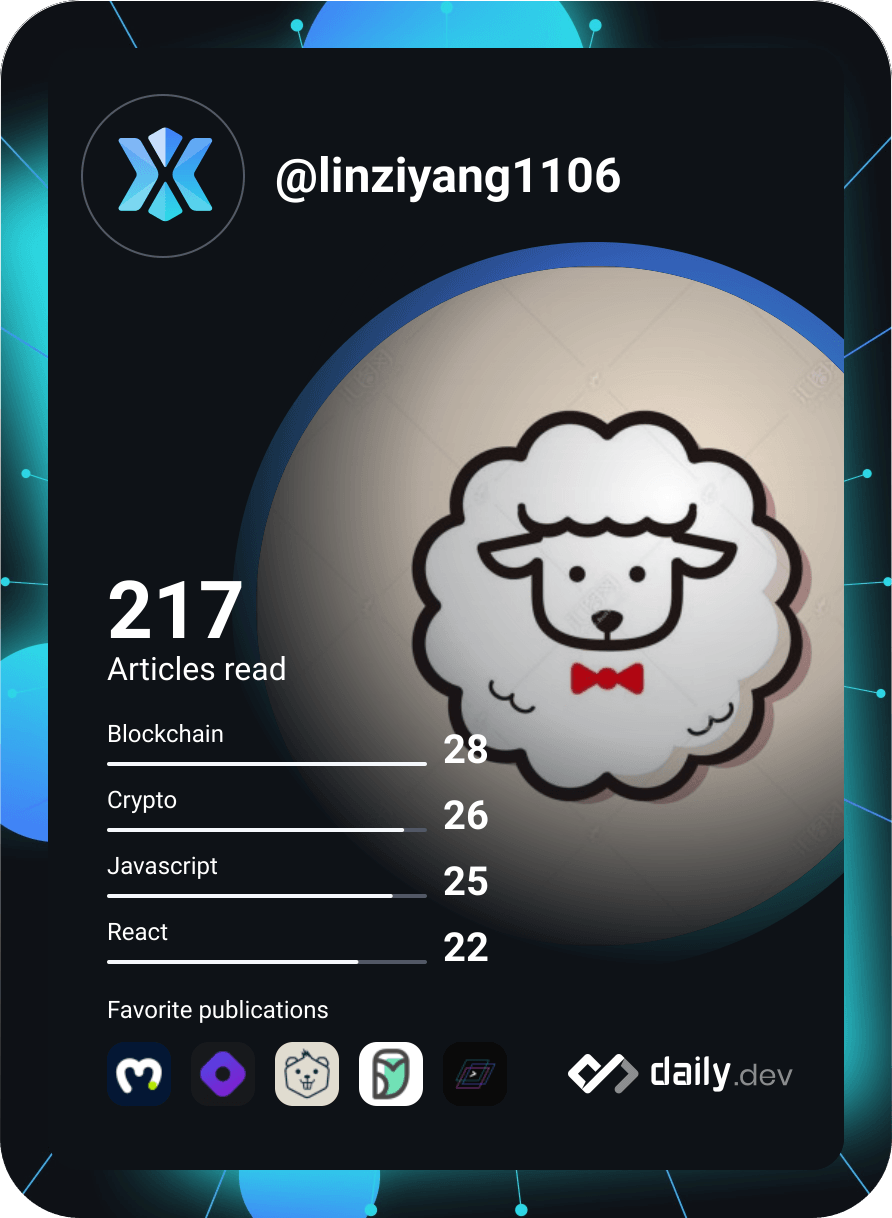 @linziyang1106
217
Articles read
Blockchain
28
Crypto
26
Javascript
25
React
22
Favorite publications
daily.dev